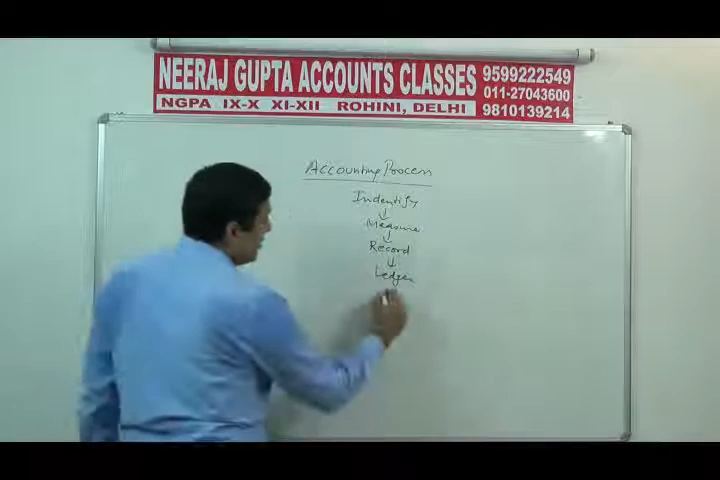 NEERAJ GUPTA ACCOUNTS CLASSES
9599222549
011-27043600
NGPA IX-X XI-XII ROHINI, DELHI
9810139214
Accounting Process
Indentify
Measure
Record
Ledger